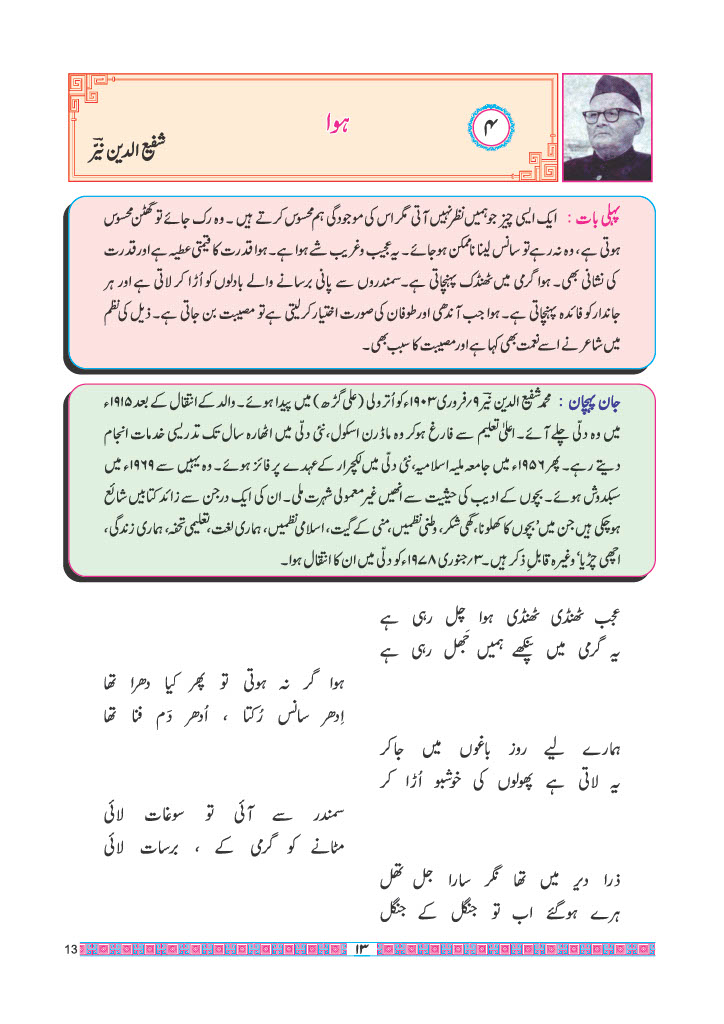 ۴
ہوا
شفیع الدین نیّر
پہلی بات : ایک ایسی چیز جو ہمیں نظر نہیں آتی مگر اس کی موجودگی ہم محسوس کرتے ہیں ۔ وہ رک جائے تو گھٹن محسوس
ہوتی ہے، وہ نہ رہے تو سانس لینا ناممکن ہوجائے۔ یہ عجیب و غریب شے ہوا ہے۔ ہوا قدرت کا قیمتی عطیہ ہے اور قدرت
کی نشانی بھی۔ ہوا گرمی میں ٹھنڈک پہنچاتی ہے۔ سمندروں سے پانی برسانے والے بادلوں کو اُڑا کر لاتی ہے اور ہر
جاندار کو فائدہ پہنچاتی ہے۔ ہوا جب آندھی اور طوفان کی صورت اختیار کرلیتی ہے تو مصیبت بن جاتی ہے۔ ذیل کی نظم
میں شاعر نے اسے نعمت بھی کہا ہے اور مصیبت کا سبب بھی۔
جان پہچان : محمد شفیع الدین نیّر ۹؍فروری ۱۹۰۳ء کو اُترولی (علی گڑھ) میں پیدا ہوئے۔ والد کے انتقال کے بعد ۱۹۱۵ء
میں وہ دلّی چلے آئے۔ اعلیٰ تعلیم سے فارغ ہوکر وہ ماڈرن اسکول، نئی دلّی میں اٹھارہ سال تک تدریسی خدمات انجام
دیتے رہے۔ پھر ۱۹۵۶ء میں جامعہ ملیہ اسلامیہ، نئی دلّی میں لکچرار کے عہدے پر فائز ہوئے۔ وہ یہیں سے ۱۹۶۹ء میں
سبکدوش ہوئے۔ بچوں کے ادیب کی حیثیت سے انھیں غیر معمولی شہرت ملی۔ ان کی ایک درجن سے زائد کتابیں شائع
ہوچکی ہیں جن میں ’بچوں کا کھلونا، گھی شکر، وطنی نظمیں، منی کے گیت، اسلامی نظمیں، ہماری لغت، تعلیمی تحفہ، ہماری زندگی،
اچھی چڑیا‘ وغیرہ قابلِ ذکر ہیں۔ ۳؍جنوری ۱۹۷۸ء کو دلّی میں ان کا انتقال ہوا۔
عجب ٹھنڈی ٹھنڈی ہوا چل رہی ہے
یہ گرمی میں پنکھے ہمیں جَھل رہی ہے
ہوا گر نہ ہوتی تو پھر کیا دھرا تھا
اِدھر سانس رُکتا ، اُدھر دَم فنا تھا
ہمارے لیے روز باغوں میں جاکر
یہ لاتی ہے پھولوں کی خوشبو اُڑا کر
سمندر سے آئی تو سوغات لائی
مٹانے کو گرمی کے ، برسات لائی
ذرا دیر میں تھا نگر سارا جل تھل
ہرے ہوگئے اب تو جنگل کے جنگل
13
۱۳